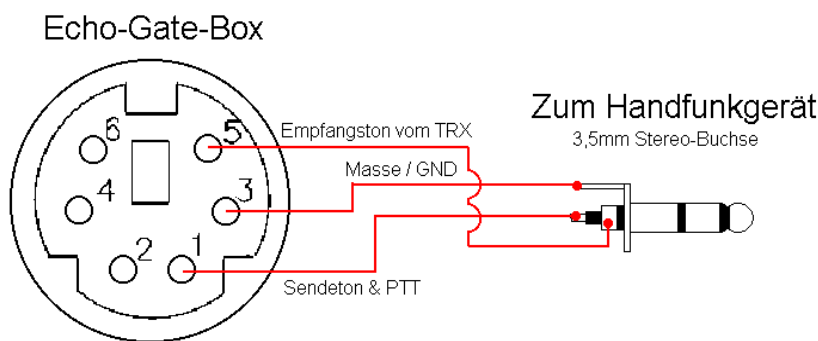 Echo-Gate-Box
Zum Handfunkgerät
3,5mm Stereo-Buchse
6
5
Empfangston vom TRX
Masse / GND
4
3
2
1
Sendeton & PTT